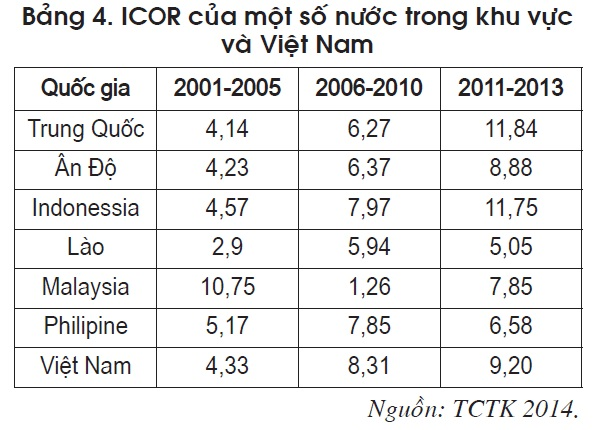 Bảng 4. ICOR của một số nước trong khu vực
và Việt Nam
Quốc gia 2001-2005 2006-2010 2011-2013
Trung Quốc 4,14 6,27 11,84
Ân Độ 4,23 6,37 8,88
Indonessia 4,57 7,97 11,75
Lào 2,9 5,94 5,05
Malaysia 10,75 1,26 7,85
Philipine 5,17 7,85 6,58
Việt Nam 4,33 8,31 9,20
Nguồn: TCTK 2014.